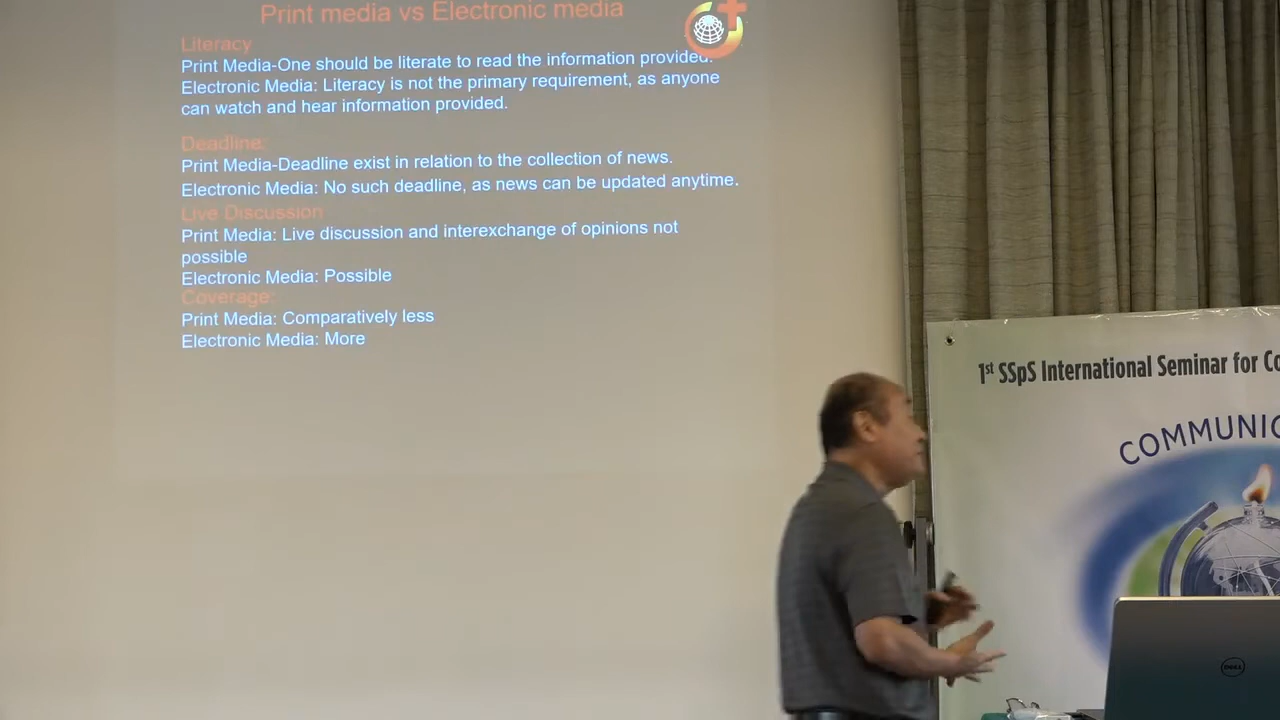 Print media vs Electronic media
Literacy
Print Media-One should be literate to read the information provided.
Electronic Media: Literacy is not the primary requirement, as anyone
can watch and hear information provided.
Deadline:
Print Media-Deadline exist in relation to the collection of news.
Electronic Media: No such deadline, as news can be updated anytime.
Live Discussion
Print Media: Live discussion and interexchange of opinions not
possible
Electronic Media: Possible
Coverage:
Print Media: Comparatively less
Electronic Media: More
1st SSpS International Seminar for Co
COMMUNIC
DELL